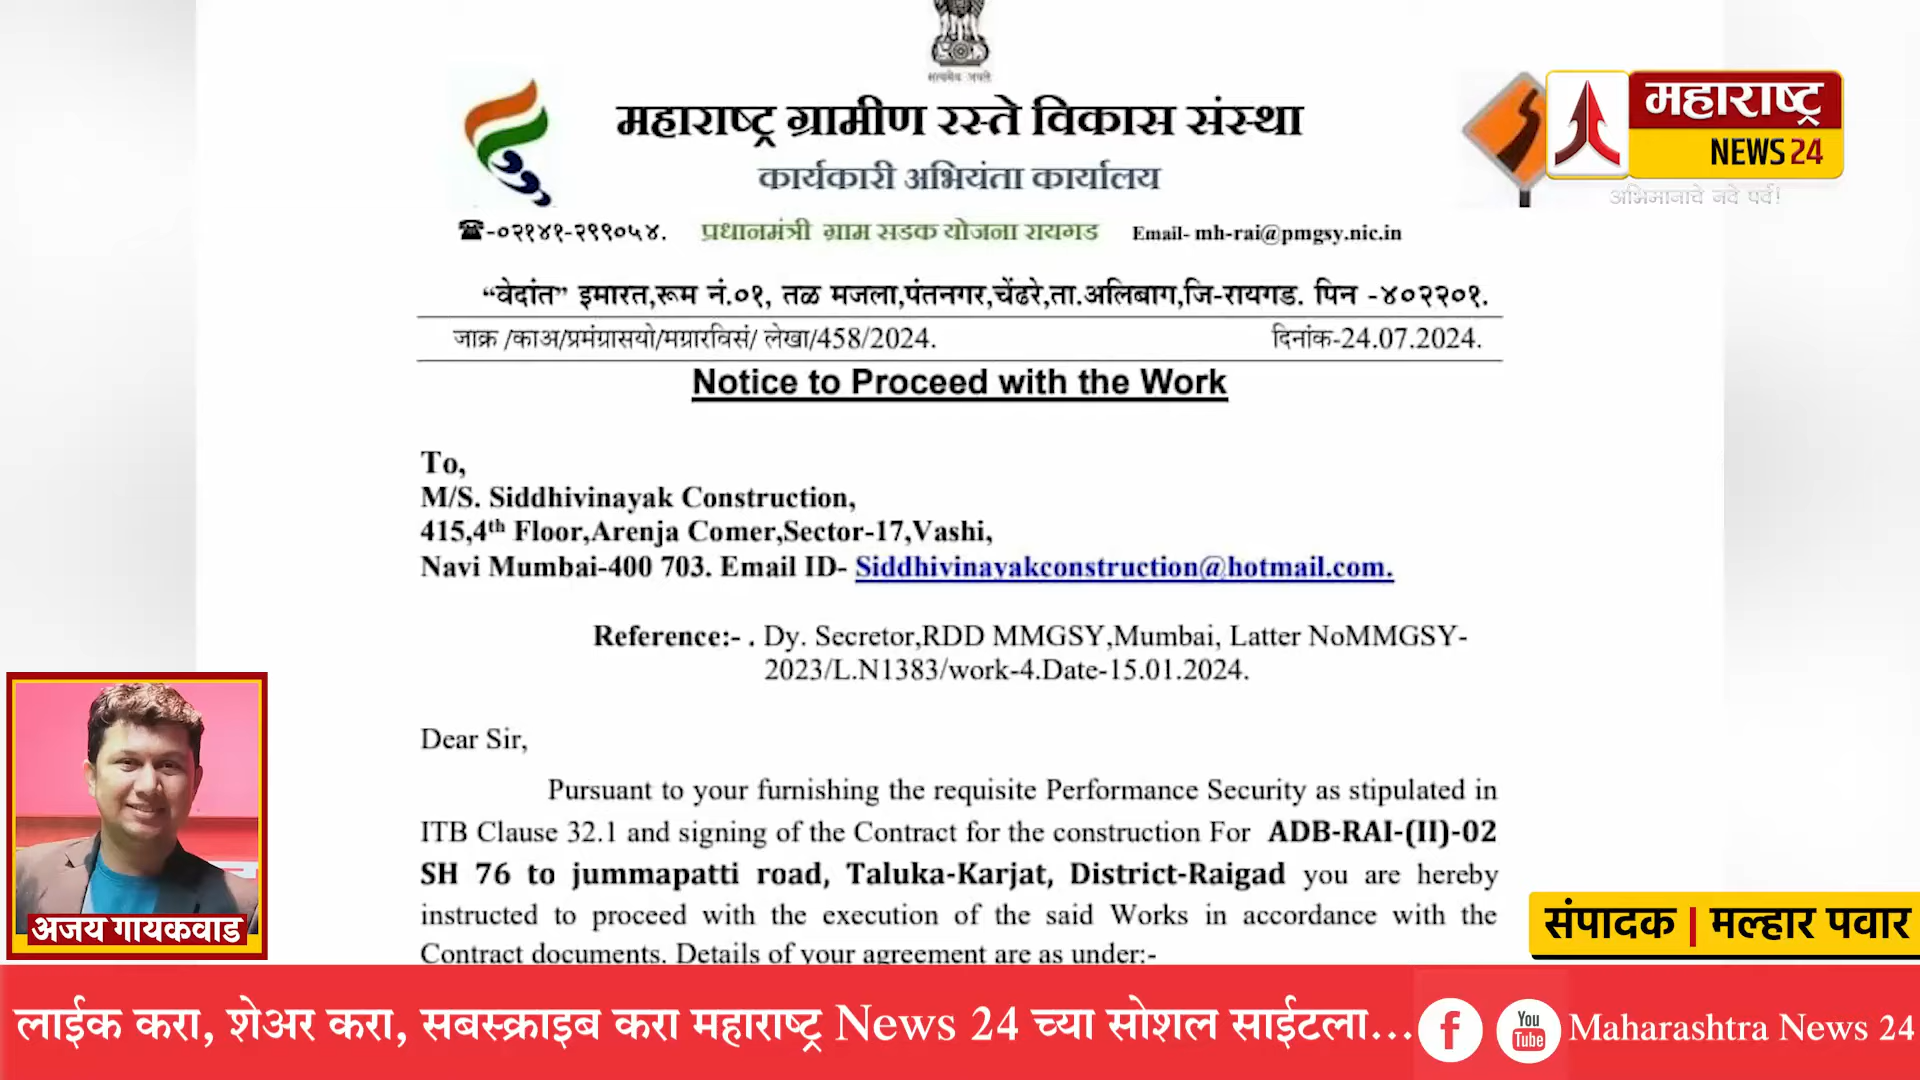 सत्यमेव जयते
महाराष्ट्र ग्रामीण रस्ते विकास संस्था
कार्यकारी अभियंता कार्यालय
☎-०२१४१-२९९०५४. प्रधानमंत्री ग्राम सडक योजना रायगड Email- mh-rai@pmgsy.nic.in
“वेदांत” इमारत,रूम नं.०१, तळ मजला,पंतनगर,चेंढरे,ता.अलिबाग,जि-रायगड. पिन -४०२२०१.
जाक्र /काअ/प्रमंग्रासयो/मग्रारविसं/ लेखा/458/2024. दिनांक-24.07.2024.
Notice to Proceed with the Work
To,
M/S. Siddhivinayak Construction,
415,4th Floor,Arenja Comer,Sector-17,Vashi,
Navi Mumbai-400 703. Email ID- Siddhivinayakconstruction@hotmail.com.
Reference:- . Dy. Secretor,RDD MMGSY,Mumbai, Latter NoMMGSY-
2023/L.N1383/work-4.Date-15.01.2024.
Dear Sir,
Pursuant to your furnishing the requisite Performance Security as stipulated in
ITB Clause 32.1 and signing of the Contract for the construction For ADB-RAI-(II)-02
SH 76 to jummapatti road, Taluka-Karjat, District-Raigad you are hereby
instructed to proceed with the execution of the said Works in accordance with the
Contract documents. Details of your agreement are as under:-
महाराष्ट्र
NEWS 24
अभिमानाचे नवे पर्व!
अजय गायकवाड
संपादक | मल्हार पवार
लाईक करा, शेअर करा, सबस्क्राइब करा महाराष्ट्र News 24 च्या सोशल साईटला... f You Tube Maharashtra News 24